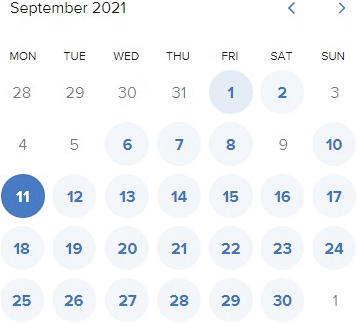 September 2021
MON TUE WED THU FRI SAT SUN
28 29 30 31 1 2 3
4 5 6 7 8 9 10
11 12 13 14 15 16 17
18 19 20 21 22 23 24
25 26 27 28 29 30 1